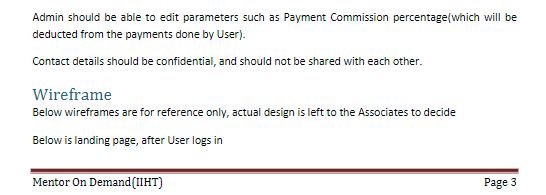 Admin should be able to edit parameters such as Payment Commission percentage(which will be
deducted from the payments done by User).
Contact details should be confidential, and should not be shared with each other.
Wireframe
Below wireframes are for reference only, actual design is left to the Associates to decide
Below is landing page, after User logs in
Mentor On Demand(IIHT) Page 3